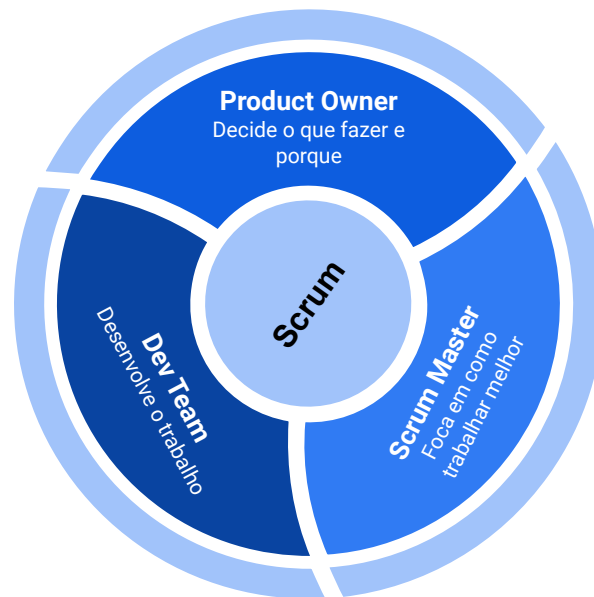 Product Owner
Decide o que fazer e
porque
Scrum
Dev Team
Desenvolve o trabalho
Scrum Master
Foca em como
trabalhar melhor